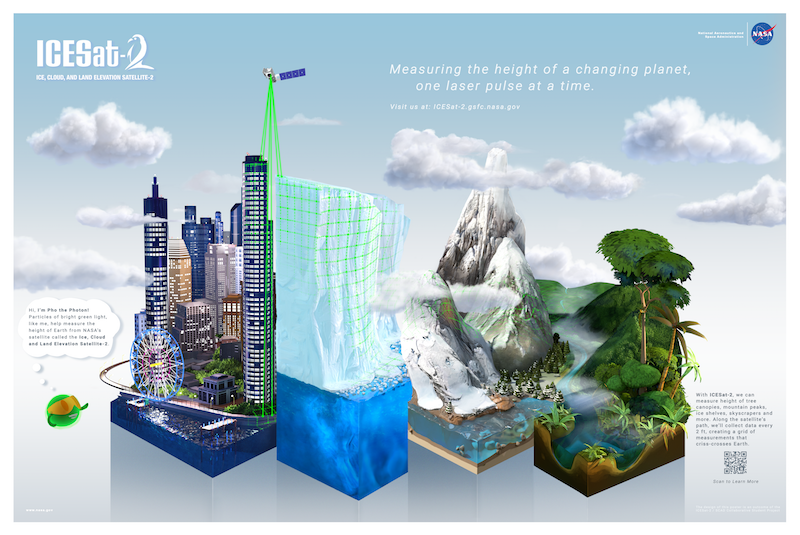 ICESat-2
ICE, CLOUD, AND LAND ELEVATION SATELLITE-2
National Aeronautics and
Space Administration
NASA
Measuring the height of a changing planet,
one laser pulse at a time.
Visit us at: ICESat-2.gsfc.nasa.gov
Hi, I'm Pho the Photon!
Particles of bright green light,
like me, help measure the
height of Earth from NASA's
satellite called the Ice, Cloud
and Land Elevation Satellite-2
With ICESat-2, we can
measure height of tree
canopies, mountain peaks,
ice shelves, skyscrapers and
more. Along the satellite's
path, we'll collect data every
2 ft, creating a grid of
measurements that
criss-crosses Earth.
Scan to Learn More
www.nasa.gov